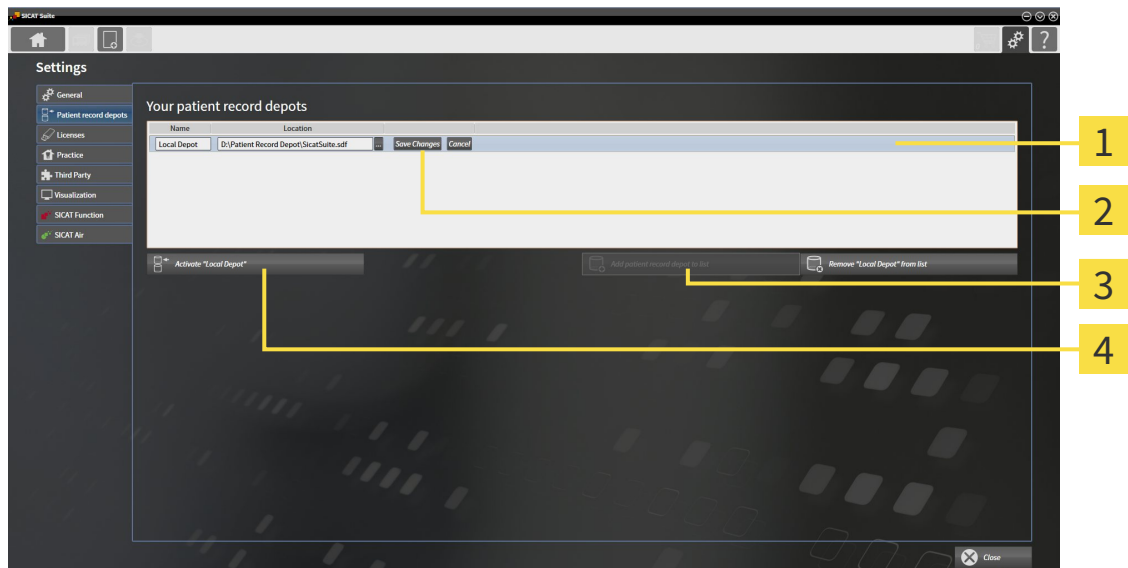 SICAT Suite
?
Settings
General
Patient record depots
Licenses
Practice
Third Party
Visualization
SICAT Function
SICAT Air
Your patient record depots
Name Location
Local Depot D:\Patient Record Depot\SicatSuite.sdf ... Save Changes Cancel
Activate "Local Depot" Add patient record depot to list Remove "Local Depot" from list
Close
1
2
3
4